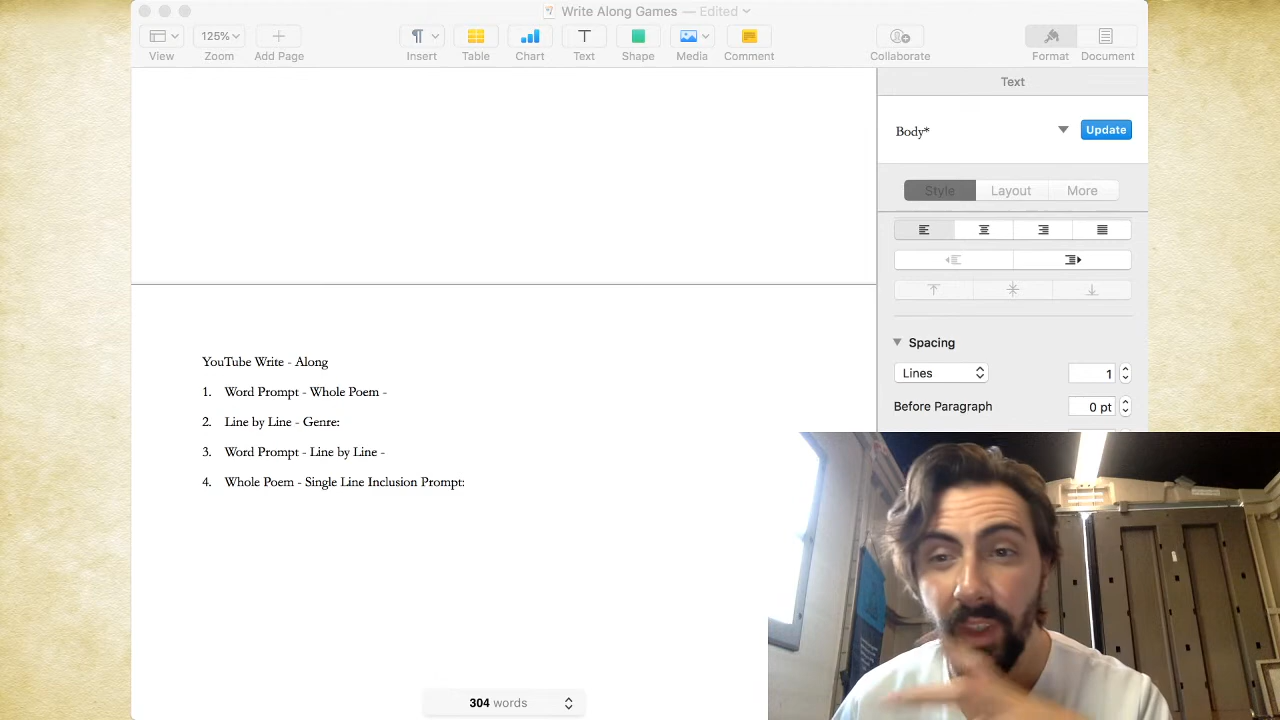 Write Along Games — Edited
125%
View
Zoom
Add Page
Insert
Table
Chart
Text
Shape
Media
Comment
Collaborate
Format
Document
Text
Body*
Update
Style
Layout
More
Spacing
Lines
1
Before Paragraph
0 pt
YouTube Write - Along
1. Word Prompt - Whole Poem -
2. Line by Line - Genre:
3. Word Prompt - Line by Line -
4. Whole Poem - Single Line Inclusion Prompt:
304 words